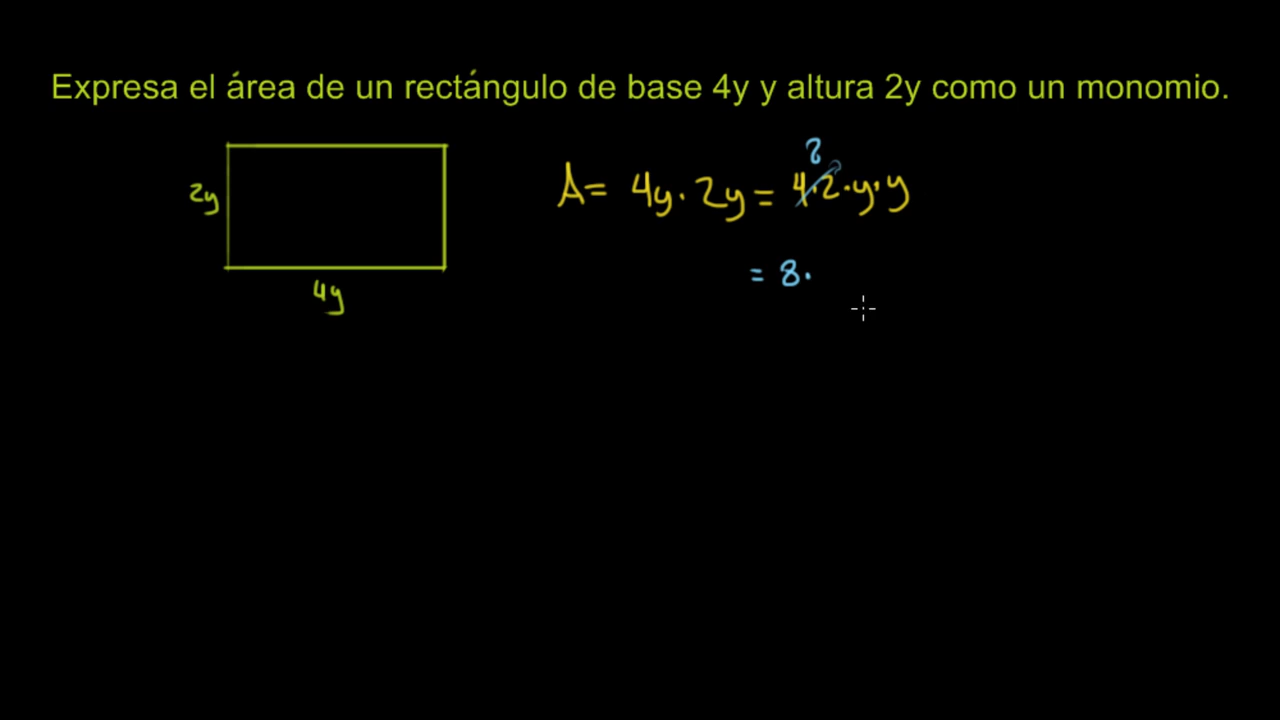 Expresa el área de un rectángulo de base 4y y altura 2y como un monomio.
2y
4y
A= 4y·2y= 4·2·y·y
8
= 8·